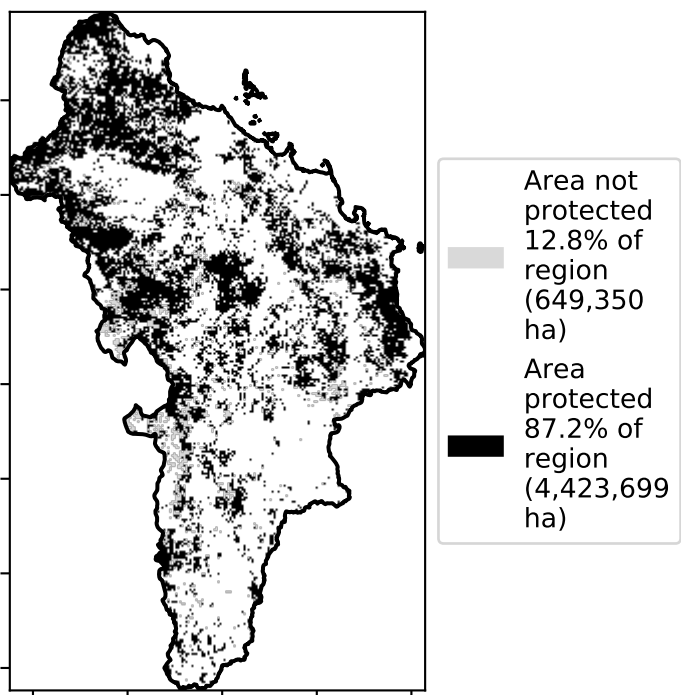 Area not
protected
12.8% of
region
(649,350
ha)
Area
protected
87.2% of
region
(4,423,699
ha)